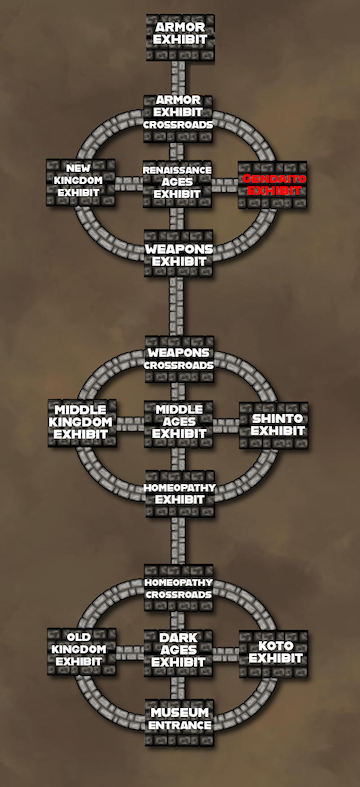 ARMOR
EXHIBIT
ARMOR
EXHIBIT
CROSSROADS
NEW
KINGDOM
EXHIBIT
RENAISSANCE
AGES
EXHIBIT
EXHIBIT
WEAPONS
EXHIBIT
WEAPONS
CROSSROADS
MIDDLE
KINGDOM
EXHIBIT
MIDDLE
AGES
EXHIBIT
SHINTO
EXHIBIT
HOMEOPATHY
EXHIBIT
HOMEOPATHY
CROSSROADS
OLD
KINGDOM
EXHIBIT
DARK
AGES
EXHIBIT
KOTO
EXHIBIT
MUSEUM
ENTRANCE